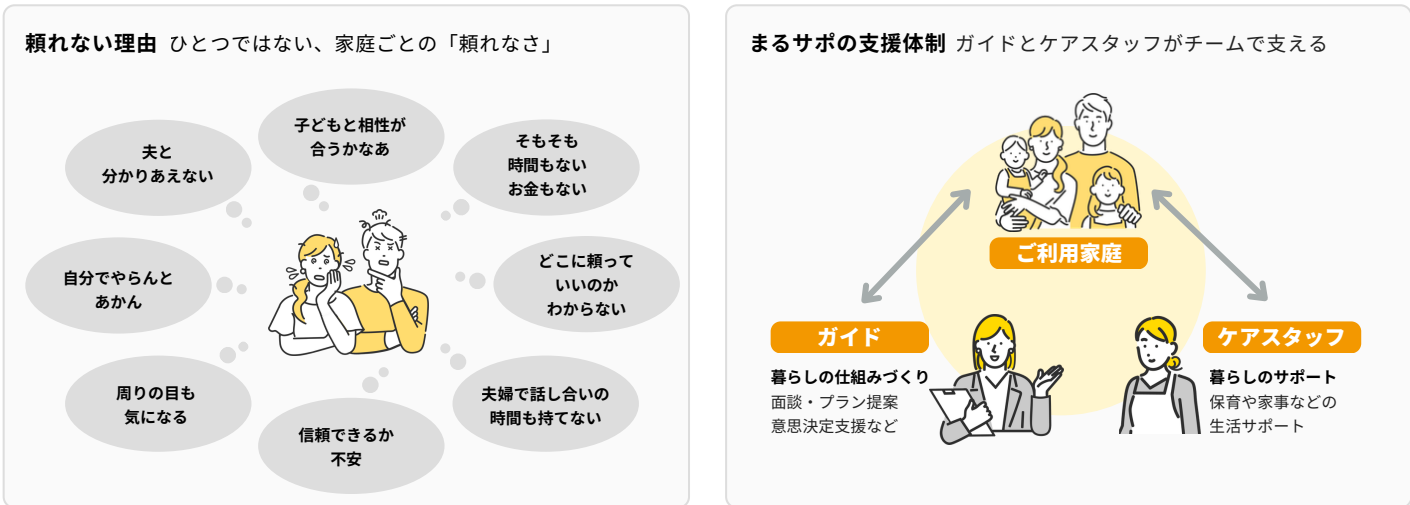 頼れない理由 ひとつではない、家庭ごとの「頼れなさ」
子どもと相性が
合うかなあ
夫と
分かりあえない
そもそも
時間もない
お金もない
自分でやらんと
あかん
どこに頼って
いいのか
わからない
周りの目も
気になる
夫婦で話し合いの
時間も持てない
信頼できるか
不安
まるサポの支援体制 ガイドとケアスタッフがチームで支える
ご利用家庭
ガイド
暮らしの仕組みづくり
面談・プラン提案
意思決定支援など
ケアスタッフ
暮らしのサポート
保育や家事などの
生活サポート